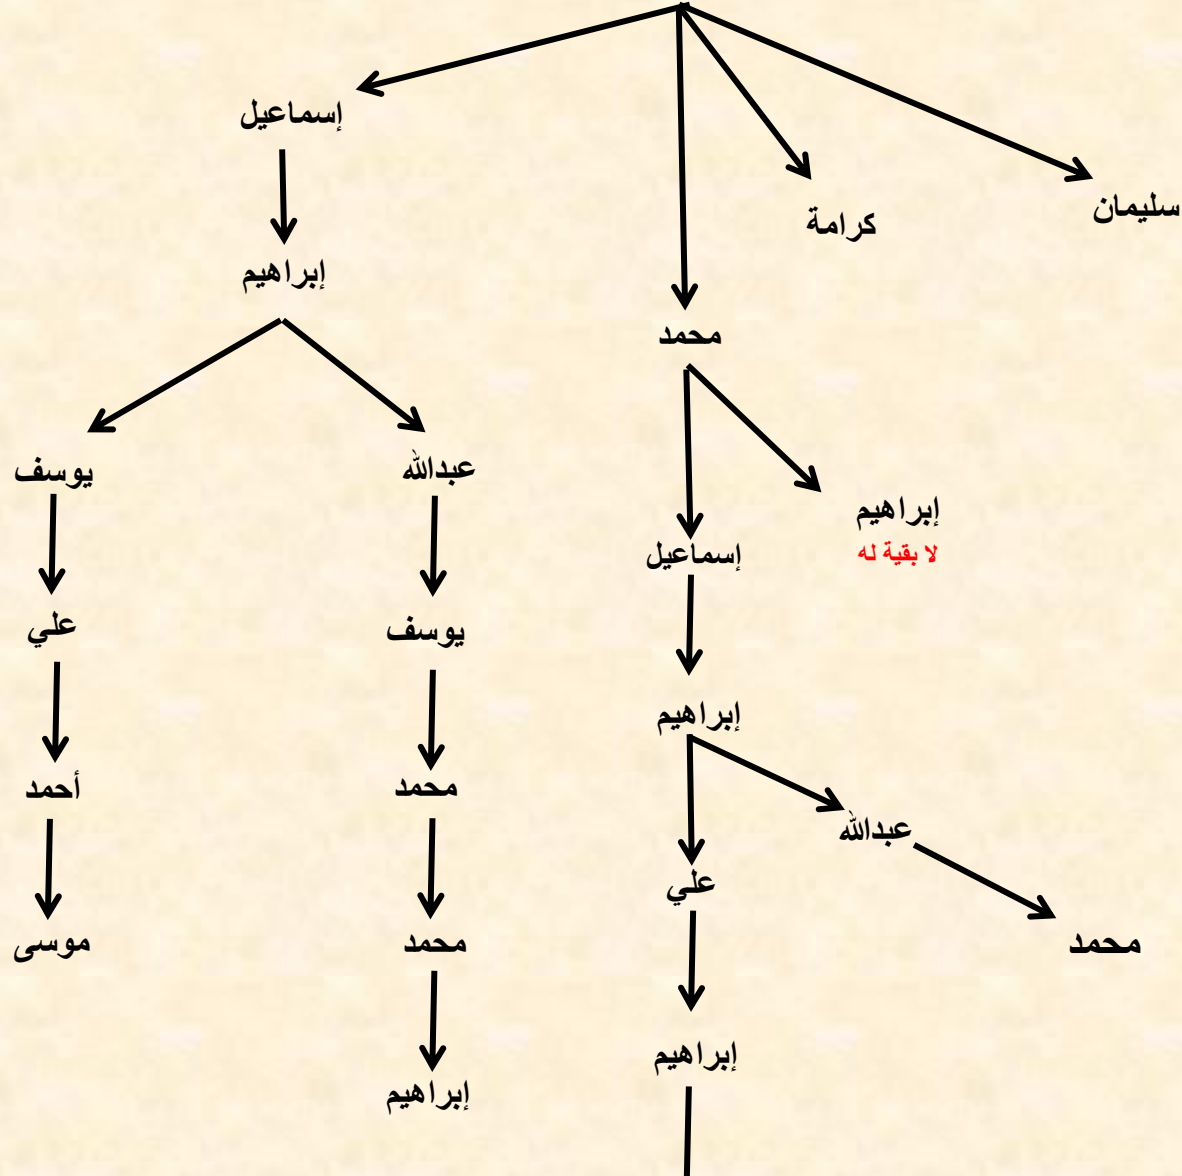 إسماعيل
سليمان
كرامة
إبراهيم
محمد
عبدالله
يوسف
إبراهيم
لا بقية له
إسماعيل
يوسف
علي
إبراهيم
محمد
أحمد
عبدالله
علي
محمد
محمد
موسى
إبراهيم
إبراهيم